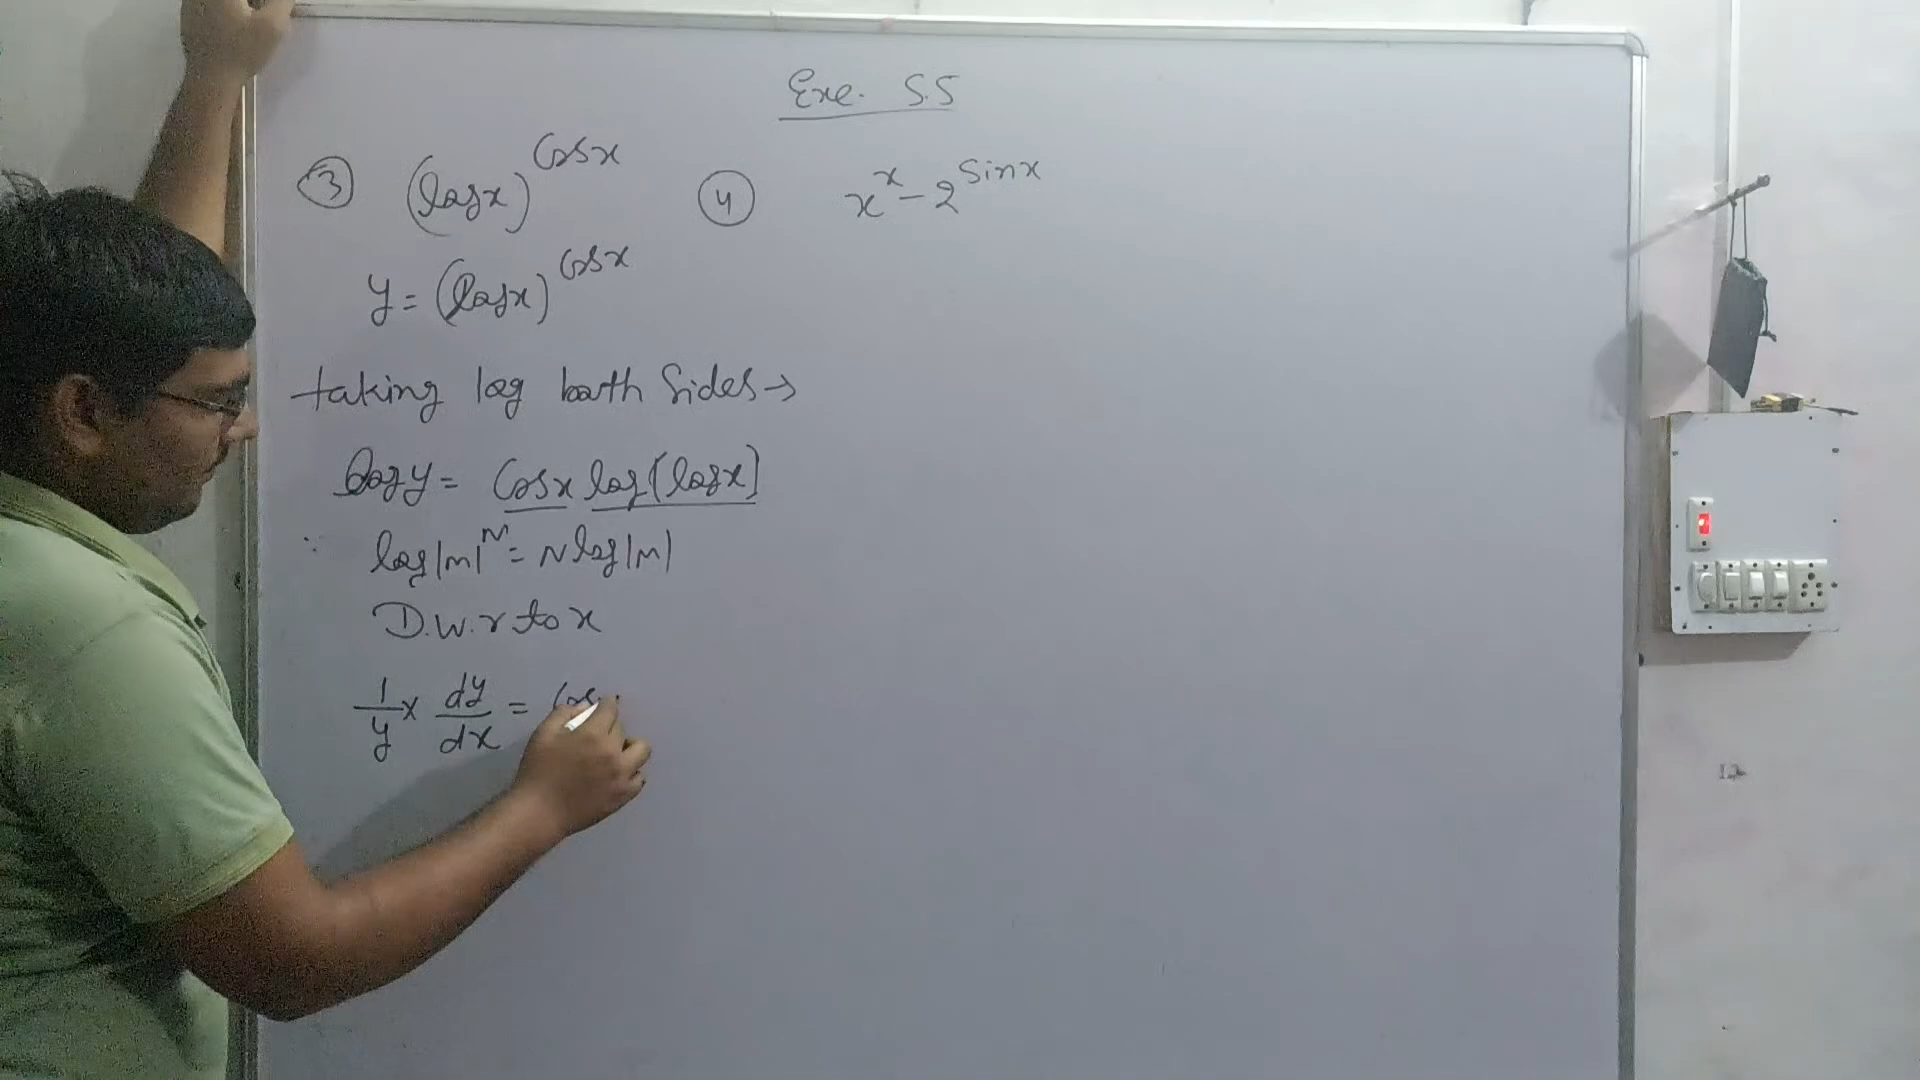 Exe. 5.5
③ (logx)^cosx
④ x^x - 2^sinx
y = (logx)^cosx
taking log both sides →
logy = cosx log(logx]
∵ log|m|^N = N log|m|
D.w.r to x
1/y x dy/dx = cos